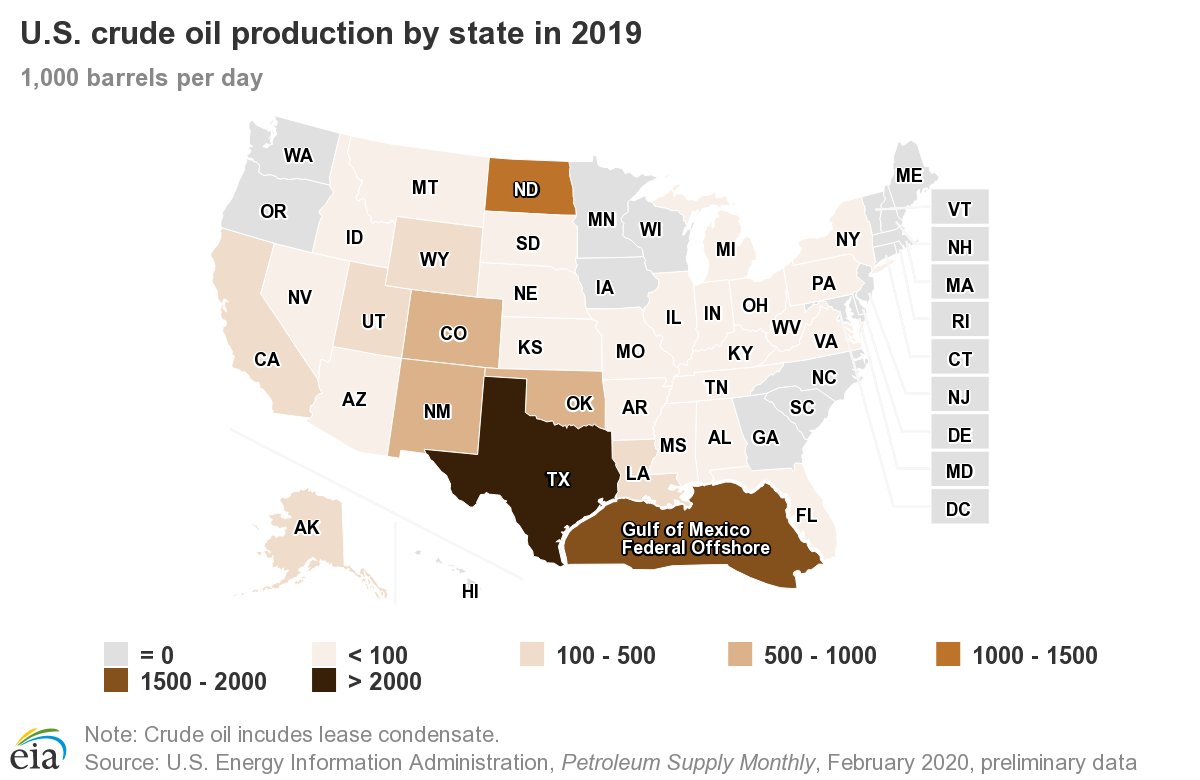 U.S. crude oil production by state in 2019
1,000 barrels per day
WA
ME
MT
ND
VT
OR
MN
WI
ID
SD
MI
NY
NH
WY
IA
PA
MA
NV
NE
IL
IN
OH
WV
RI
UT
CO
KS
MO
KY
VA
CT
CA
AZ
NM
OK
AR
TN
NC
NJ
SC
MS
AL
GA
DE
TX
LA
MD
AK
FL
DC
Gulf of Mexico
Federal Offshore
HI
= 0
< 100
100 - 500
500 - 1000
1000 - 1500
1500 - 2000
> 2000
eia
Note: Crude oil incudes lease condensate.
Source: U.S. Energy Information Administration, Petroleum Supply Monthly, February 2020, preliminary data